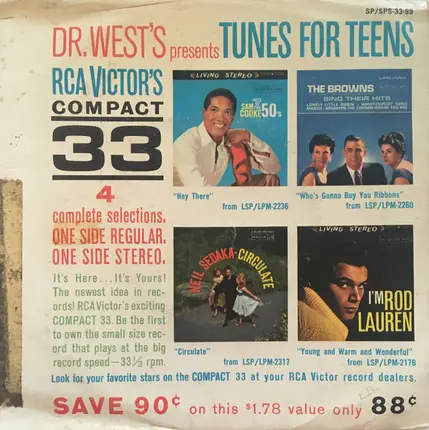 SP/SPS-33-99
DR. WEST'S presents TUNES FOR TEENS
RCA VICTOR'S
COMPACT
33
4
complete selections.
ONE SIDE REGULAR.
ONE SIDE STEREO.
It's Here...It's Yours!
The newest idea in re-
cords! RCA Victor's exciting
COMPACT 33. Be the first
to own the small size rec-
ord that plays at the big
record speed—33⅓ rpm.
LIVING STEREO
SAM
COOKE
50's
"Hey There"
from LSP/LPM-2236
THE BROWNS
SING THEIR HITS
"Who's Gonna Buy You Ribbons"
from LSP/LPM-2260
NEIL SEDAKA·CIRCULATE
"Circulate"
from LSP/LPM-2317
LIVING STEREO
I'M ROD
LAUREN
"Young and Warm and Wonderful"
from LSP/LPM-2176
Look for your favorite stars on the COMPACT 33 at your RCA Victor record dealers.
SAVE 90¢ on this $1.78 value only 88¢